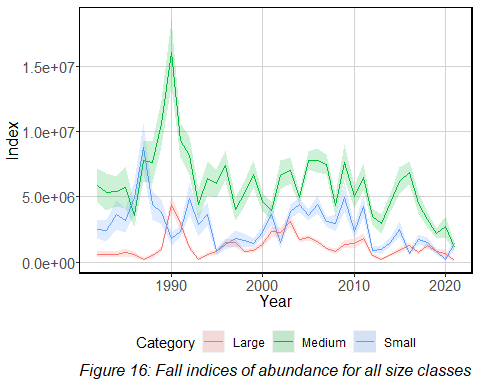 1.5e+07
1.0e+07
5.0e+06
0.0e+00
Index
1990 2000 2010 2020
Year
Category Large Medium Small
Figure 16: Fall indices of abundance for all size classes